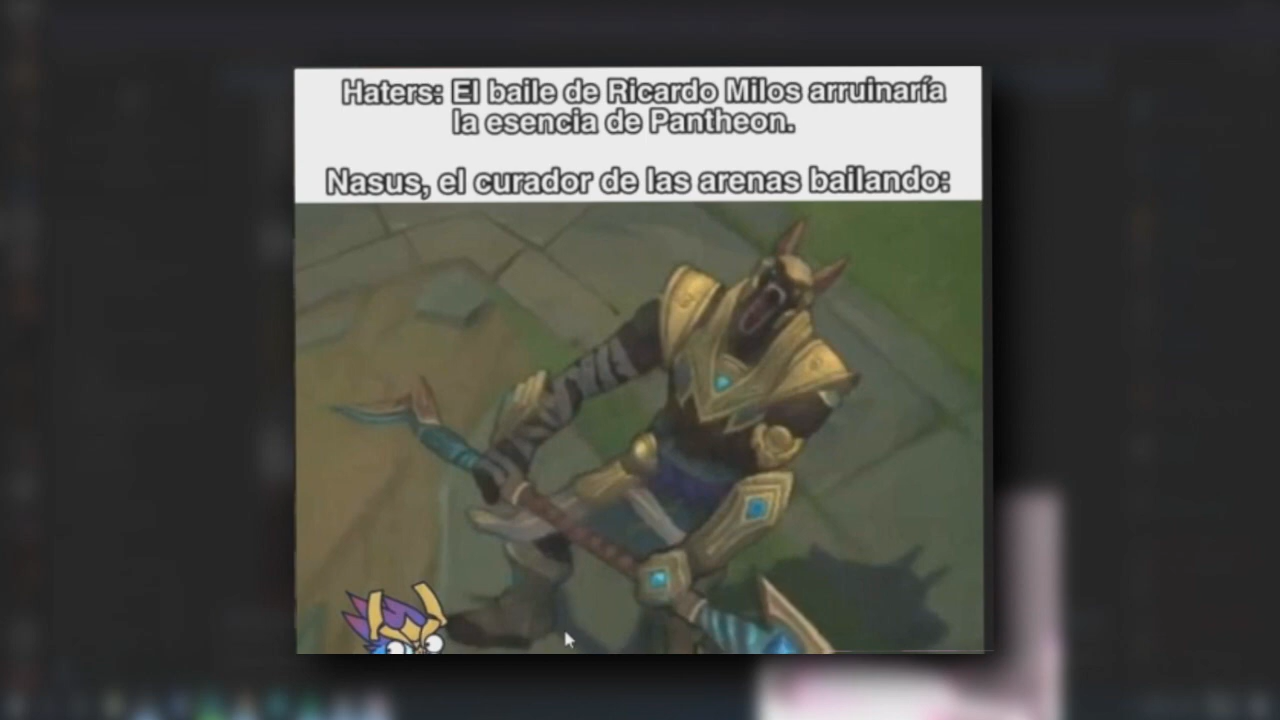 Haters: El baile de Ricardo Milos arruinaría
la esencia de Pantheon.
Nasus, el curador de las arenas bailando: